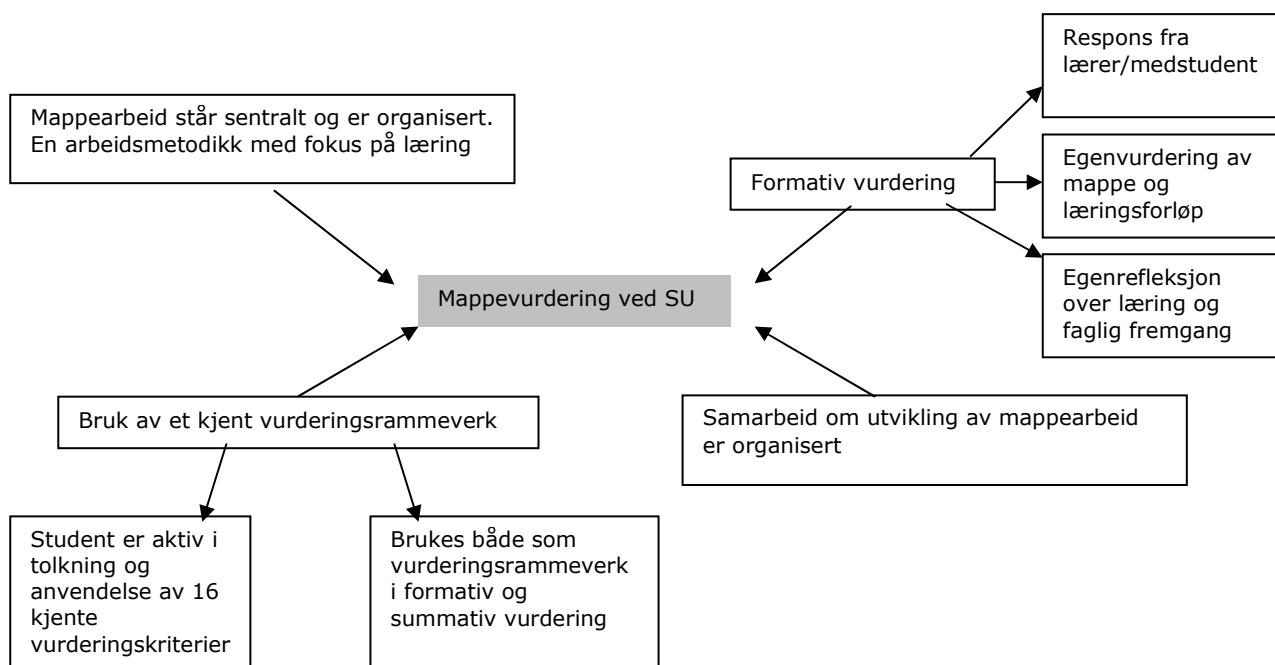 Respons fra
lærer/medstudent
Mappearbeid står sentralt og er organisert.
En arbeidsmetodikk med fokus på læring
Formativ vurdering
Egenvurdering av
mappe og
læringsforløp
Egenrefleksjon
over læring og
faglig fremgang
Mappevurdering ved SU
Bruk av et kjent vurderingsrammeverk
Samarbeid om utvikling av mappearbeid
er organisert
Student er aktiv i
tolkning og
anvendelse av 16
kjente
vurderingskriterier
Brukes både som
vurderingsrammeverk
i formativ og
summativ vurdering